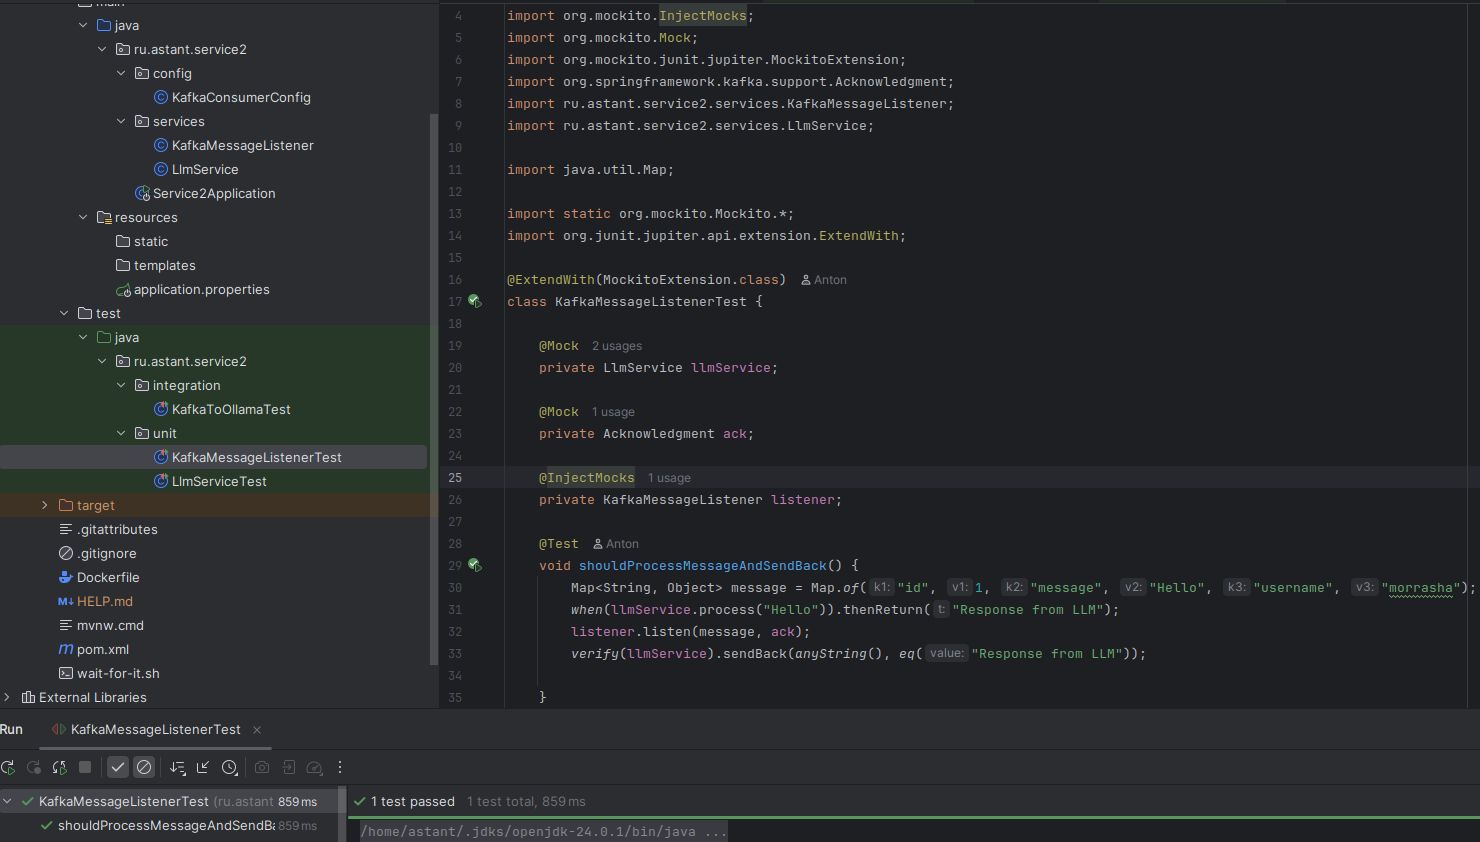 main
java
ru.astant.service2
config
KafkaConsumerConfig
services
KafkaMessageListener
LlmService
Service2Application
resources
static
templates
application.properties
test
java
ru.astant.service2
integration
KafkaToOllamaTest
unit
KafkaMessageListenerTest
LlmServiceTest
target
.gitattributes
.gitignore
Dockerfile
HELP.md
mvnw.cmd
pom.xml
wait-for-it.sh
External Libraries
4 import org.mockito.InjectMocks;
5 import org.mockito.Mock;
6 import org.mockito.junit.jupiter.MockitoExtension;
7 import org.springframework.kafka.support.Acknowledgment;
8 import ru.astant.service2.services.KafkaMessageListener;
9 import ru.astant.service2.services.LlmService;
10
11 import java.util.Map;
12
13 import static org.mockito.Mockito.*;
14 import org.junit.jupiter.api.extension.ExtendWith;
15
16 @ExtendWith(MockitoExtension.class) Anton
17 class KafkaMessageListenerTest {
18
19 @Mock 2 usages
20 private LlmService llmService;
21
22 @Mock 1 usage
23 private Acknowledgment ack;
24
25 @InjectMocks 1 usage
26 private KafkaMessageListener listener;
27
28 @Test Anton
29 void shouldProcessMessageAndSendBack() {
30 Map<String, Object> message = Map.of( k1: "id", v1: 1, k2: "message", v2: "Hello", k3: "username", v3: "morrasha");
31 when(llmService.process("Hello")).thenReturn( t: "Response from LLM");
32 listener.listen(message, ack);
33 verify(llmService).sendBack(anyString(), eq( value: "Response from LLM"));
34
35 }
Run KafkaMessageListenerTest
KafkaMessageListenerTest (ru.astant 859 ms
shouldProcessMessageAndSendBa 859 ms
1 test passed 1 test total, 859 ms
/home/astant/.jdks/openjdk-24.0.1/bin/java ...